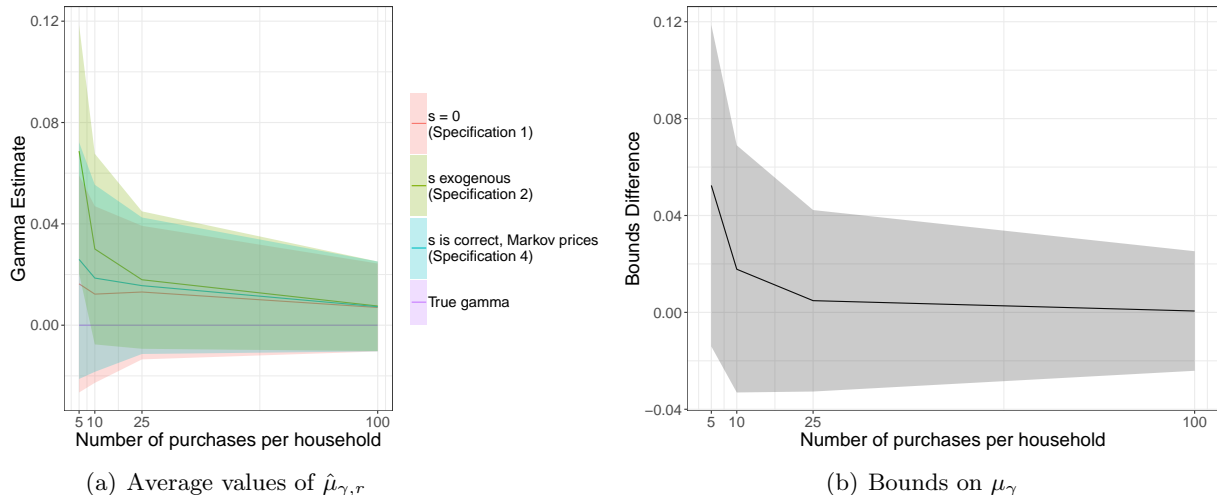 0.12
0.08
0.04
0.00
Gamma Estimate
5 10 25 100
Number of purchases per household
s = 0
(Specification 1)
s exogenous
(Specification 2)
s is correct, Markov prices
(Specification 4)
True gamma
(a) Average values of μ̂γ,r
0.12
0.08
0.04
0.00
−0.04
Bounds Difference
5 10 25 100
Number of purchases per household
(b) Bounds on μγ